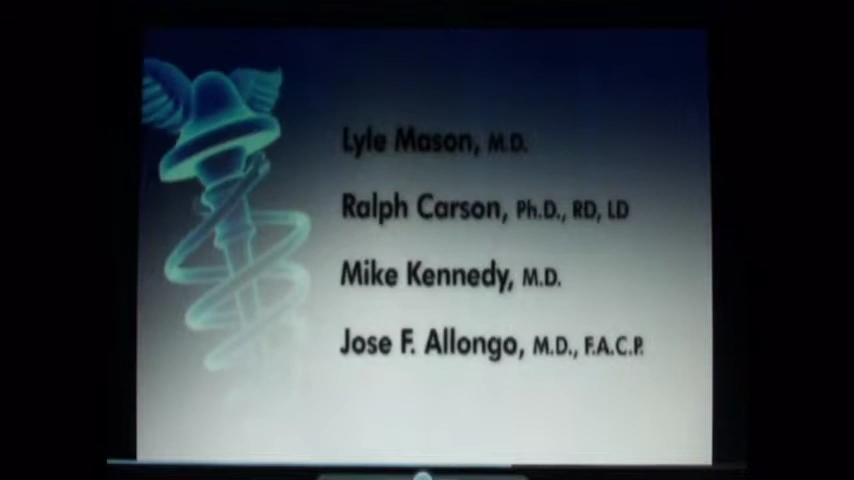 Lyle Mason, M.D.
Ralph Carson, Ph.D., RD, LD
Mike Kennedy, M.D.
Jose F. Allongo, M.D., F.A.C.P.